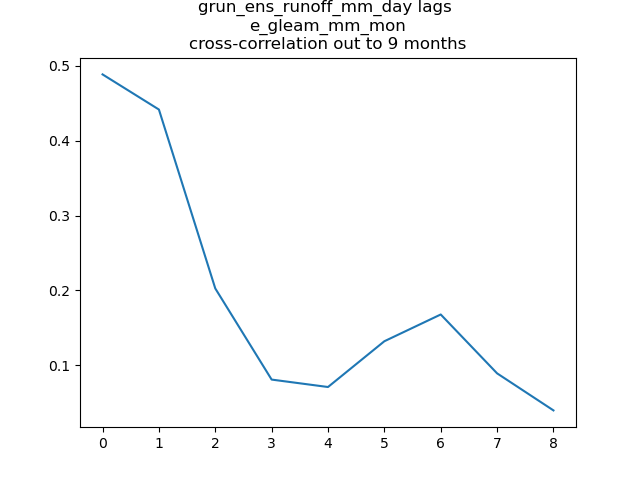 grun_ens_runoff_mm_day lags
e_gleam_mm_mon
cross-correlation out to 9 months
0.5
0.4
0.3
0.2
0.1
0 1 2 3 4 5 6 7 8